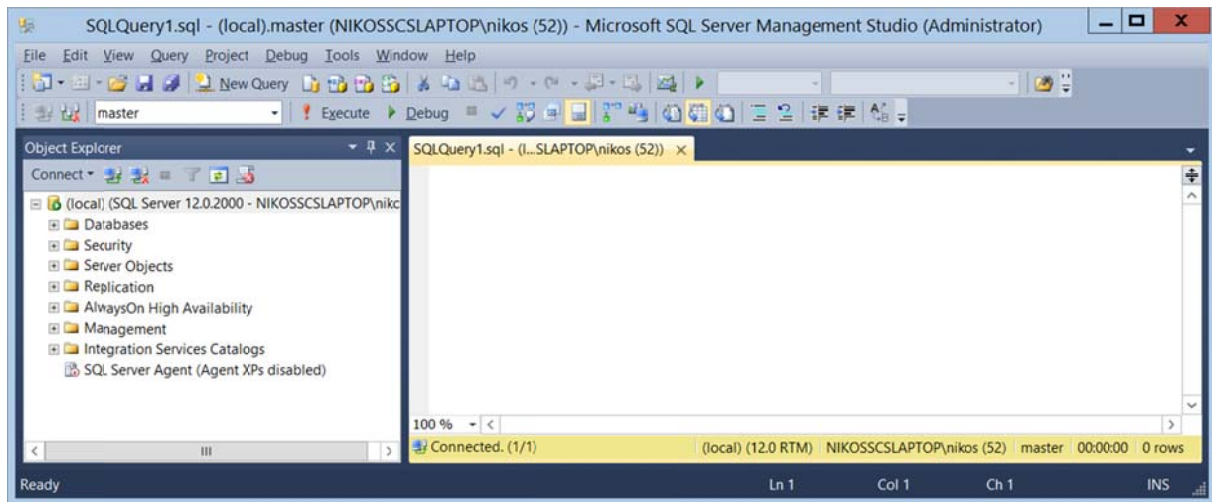 SQLQuery1.sql - (local).master (NIKOSSCSLAPTOP\nikos (52)) - Microsoft SQL Server Management Studio (Administrator)
File Edit View Query Project Debug Tools Window Help
New Query
master Execute Debug
Object Explorer
Connect
(local) (SQL Server 12.0.2000 - NIKOSSCSLAPTOP\nikc
Databases
Security
Server Objects
Replication
AlwaysOn High Availability
Management
Integration Services Catalogs
SQL Server Agent (Agent XPs disabled)
SQLQuery1.sql - (l...SLAPTOP\nikos (52))
100 %
Connected. (1/1) (local) (12.0 RTM) NIKOSSCSLAPTOP\nikos (52) master 00:00:00 0 rows
Ready Ln 1 Col 1 Ch 1 INS